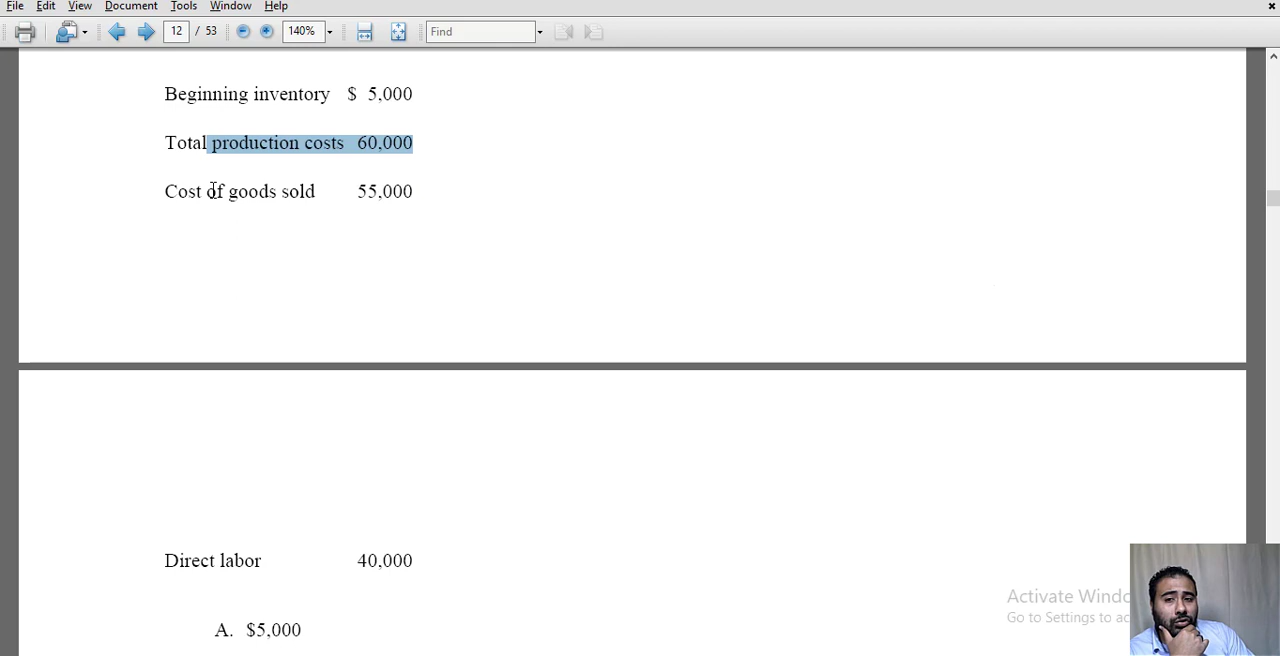 File Edit View Document Tools Window Help
12 / 53 140% Find
Beginning inventory $ 5,000
Total production costs 60,000
Cost of goods sold 55,000
Direct labor 40,000
A. $5,000
Activate Windo
Go to Settings to ac